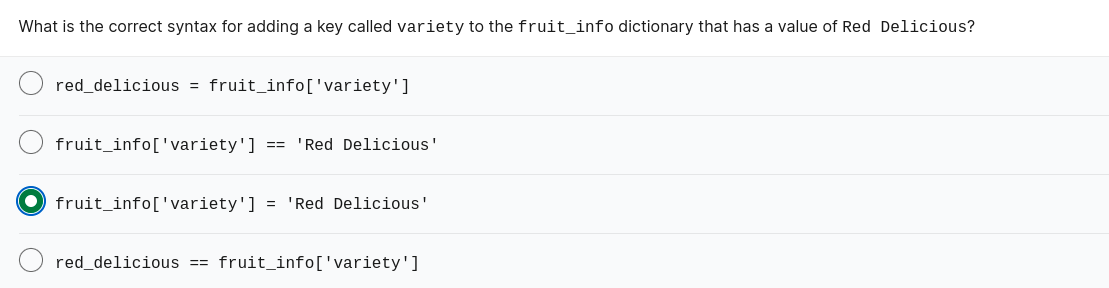 What is the correct syntax for adding a key called variety to the fruit_info dictionary that has a value of Red Delicious?
red_delicious = fruit_info['variety']
fruit_info['variety'] == 'Red Delicious'
fruit_info['variety'] = 'Red Delicious'
red_delicious == fruit_info['variety']